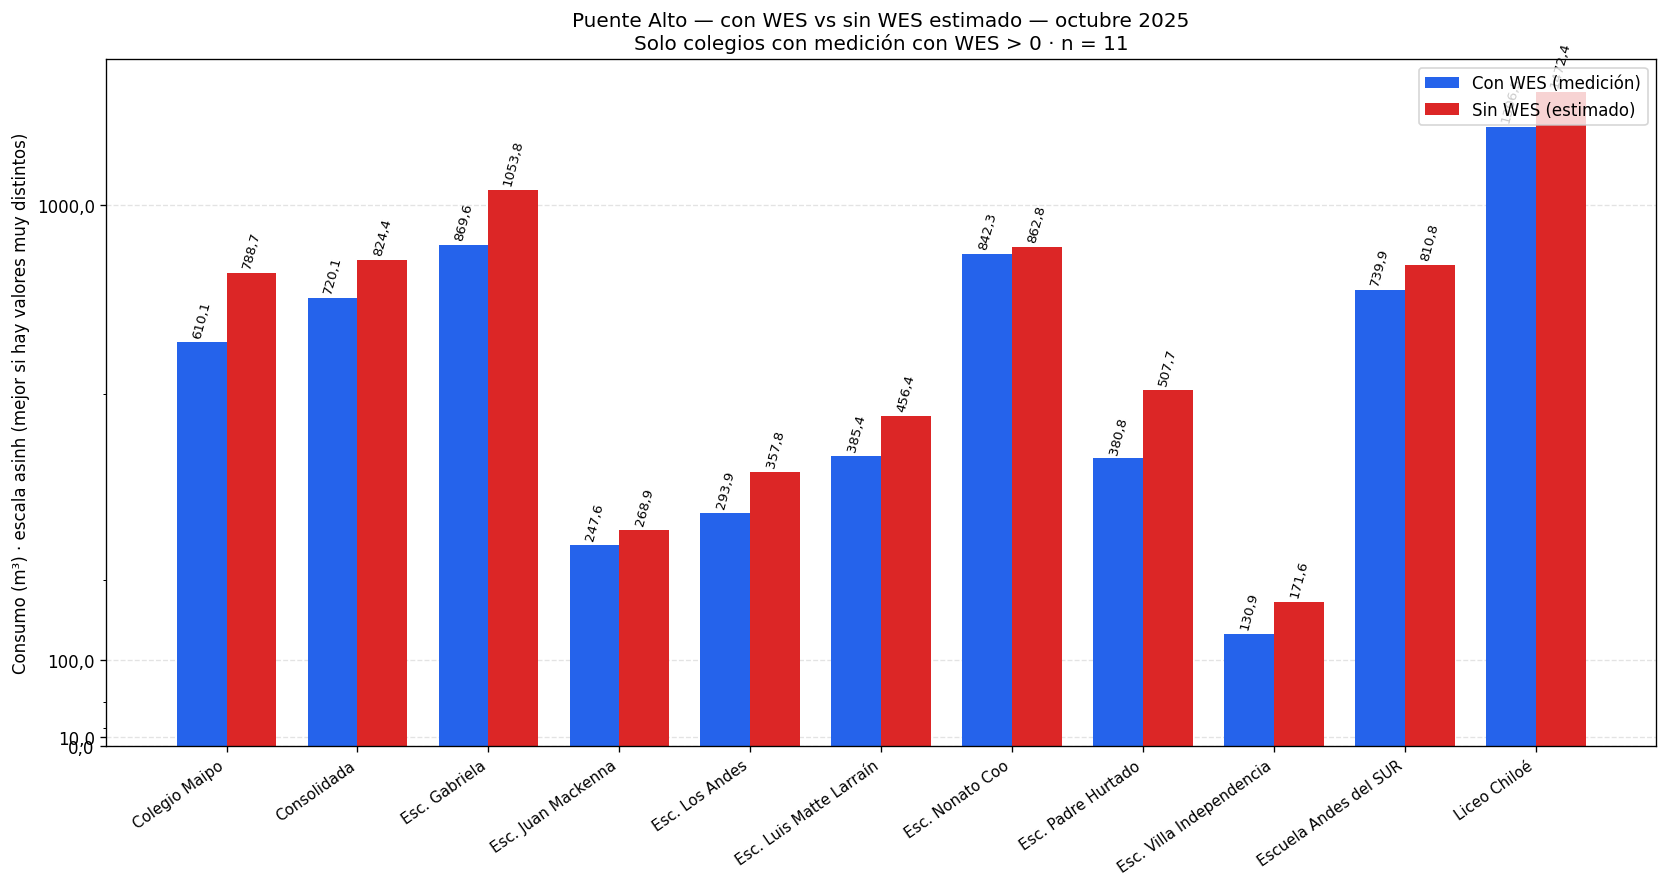 Puente Alto — con WES vs sin WES estimado — octubre 2025
Solo colegios con medición con WES > 0 · n = 11
Con WES (medición)
Sin WES (estimado)
Consumo (m³) · escala asinh (mejor si hay valores muy distintos)
1000,0
100,0
10,0
0,0
610,1
788,7
720,1
824,4
869,6
1053,8
247,6
268,9
293,9
357,8
385,4
456,4
842,3
862,8
380,8
507,7
130,9
171,6
739,9
810,8
Colegio Maipo
Consolidada
Esc. Gabriela
Esc. Juan Mackenna
Esc. Los Andes
Esc. Luis Matte Larraín
Esc. Nonato Coo
Esc. Padre Hurtado
Esc. Villa Independencia
Escuela Andes del SUR
Liceo Chiloé